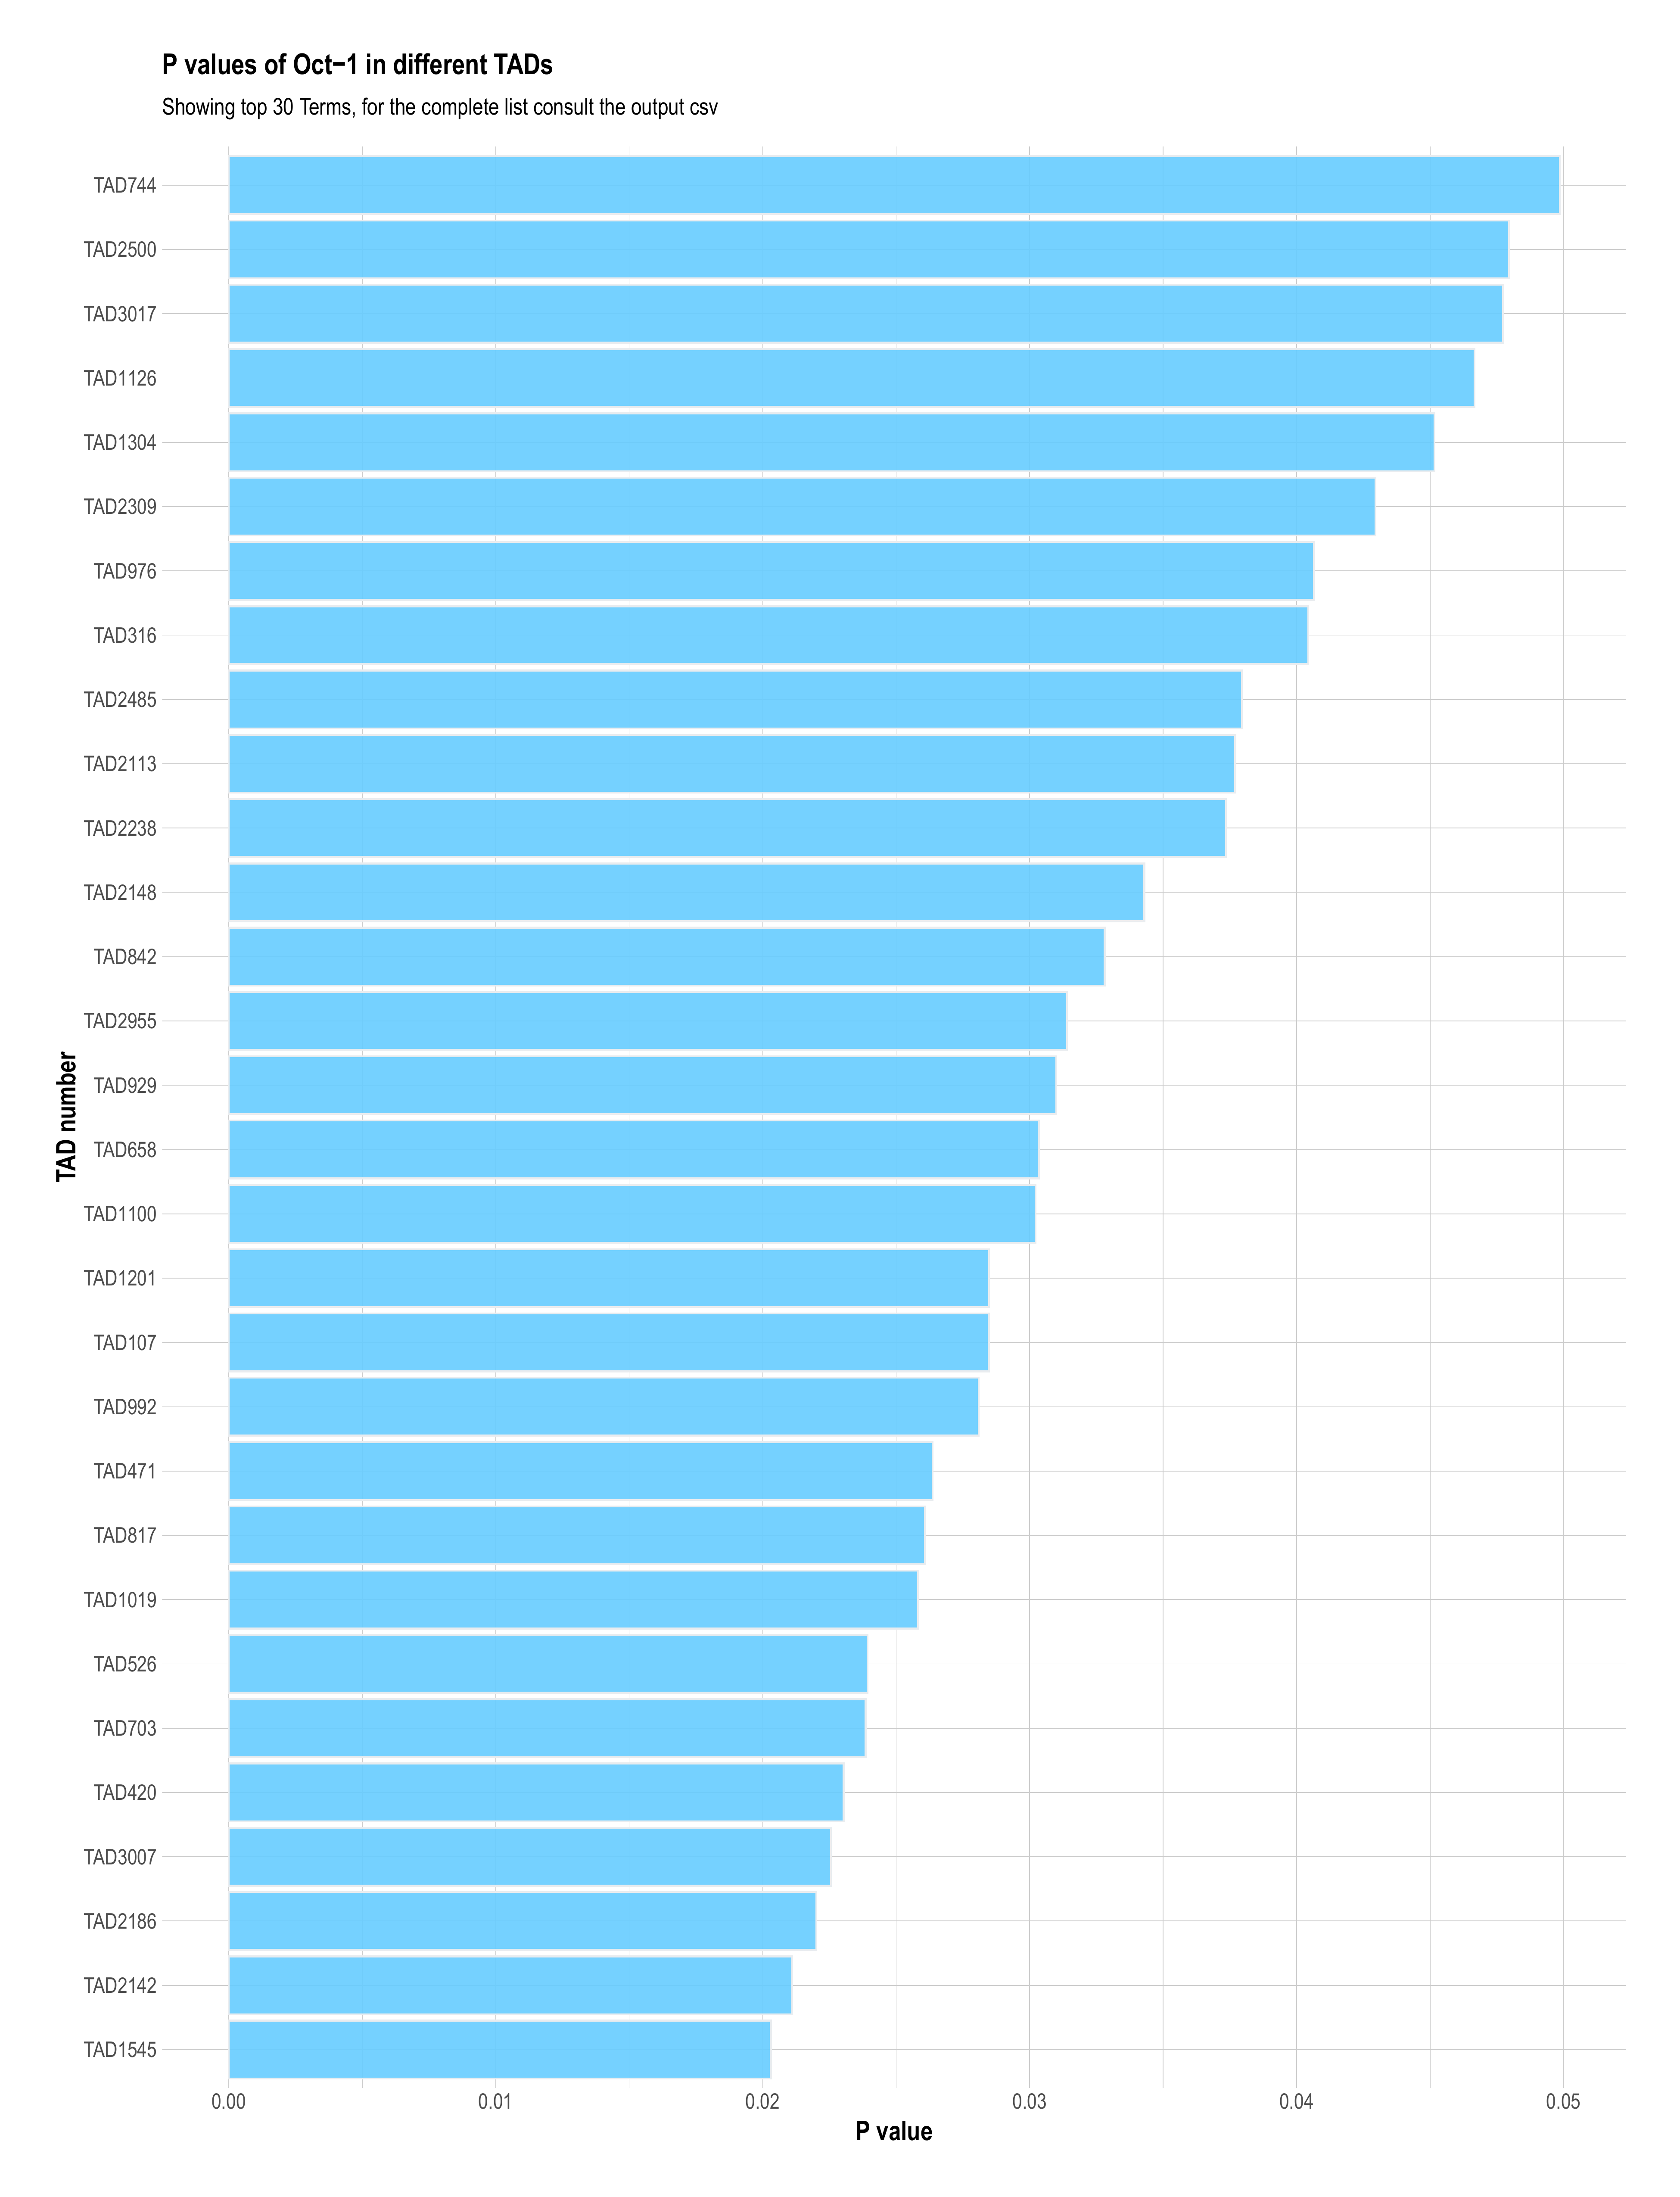 P values of Oct−1 in different TADs
Showing top 30 Terms, for the complete list consult the output csv
TAD744
TAD2500
TAD3017
TAD1126
TAD1304
TAD2309
TAD976
TAD316
TAD2485
TAD2113
TAD2238
TAD2148
TAD842
TAD2955
TAD929
TAD658
TAD1100
TAD1201
TAD107
TAD992
TAD471
TAD817
TAD1019
TAD526
TAD703
TAD420
TAD3007
TAD2186
TAD2142
TAD1545
TAD number
0.00 0.01 0.02 0.03 0.04 0.05
P value